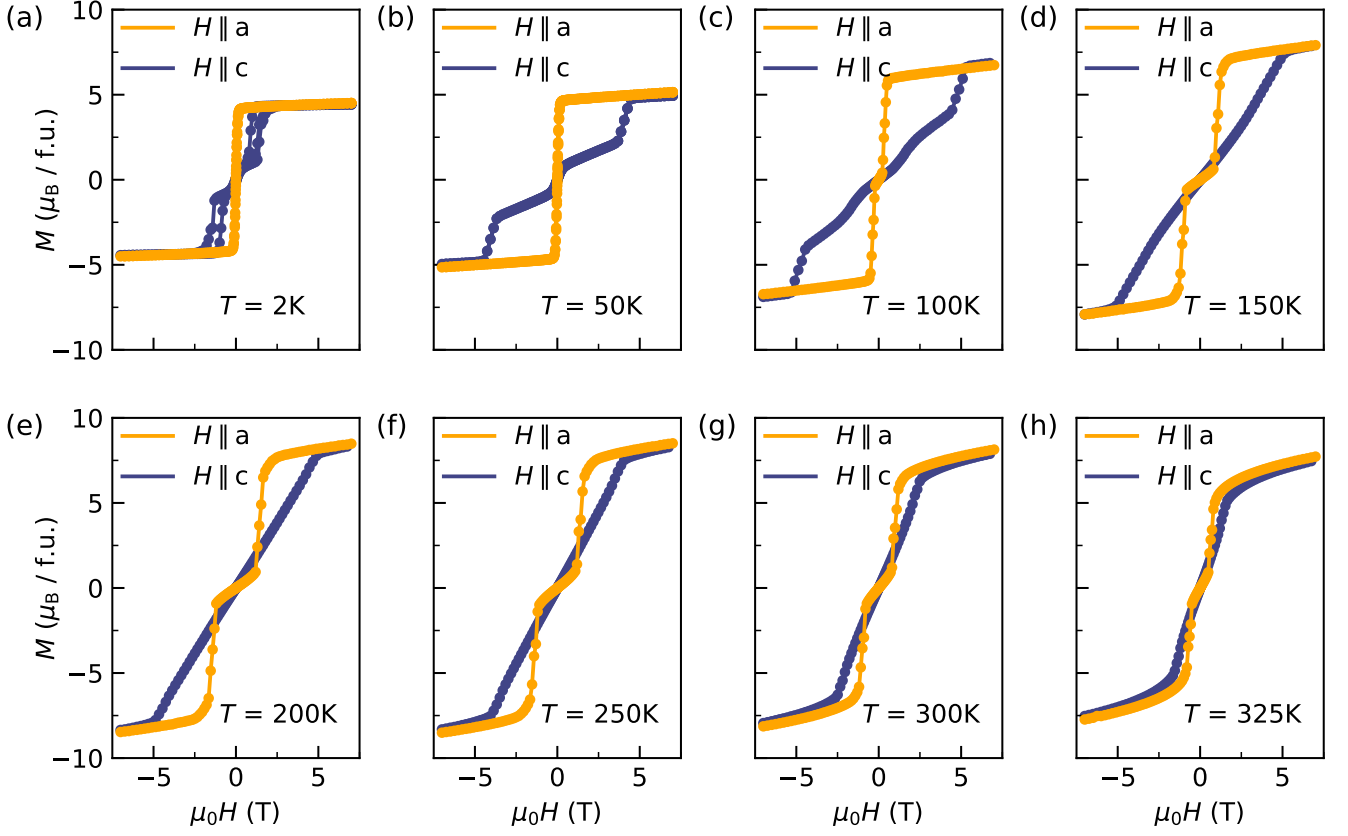 (a)
(b)
(c)
(d)
10
5
0
−5
−10
M (μB / f.u.)
H ∥ a
H ∥ c
T = 2K
H ∥ a
H ∥ c
T = 50K
H ∥ a
H ∥ c
T = 100K
H ∥ a
H ∥ c
T = 150K
(e)
(f)
(g)
(h)
10
5
0
−5
−10
M (μB / f.u.)
H ∥ a
H ∥ c
T = 200K
−5 0 5
μ0H (T)
H ∥ a
H ∥ c
T = 250K
−5 0 5
μ0H (T)
H ∥ a
H ∥ c
T = 300K
−5 0 5
μ0H (T)
H ∥ a
H ∥ c
T = 325K
−5 0 5
μ0H (T)